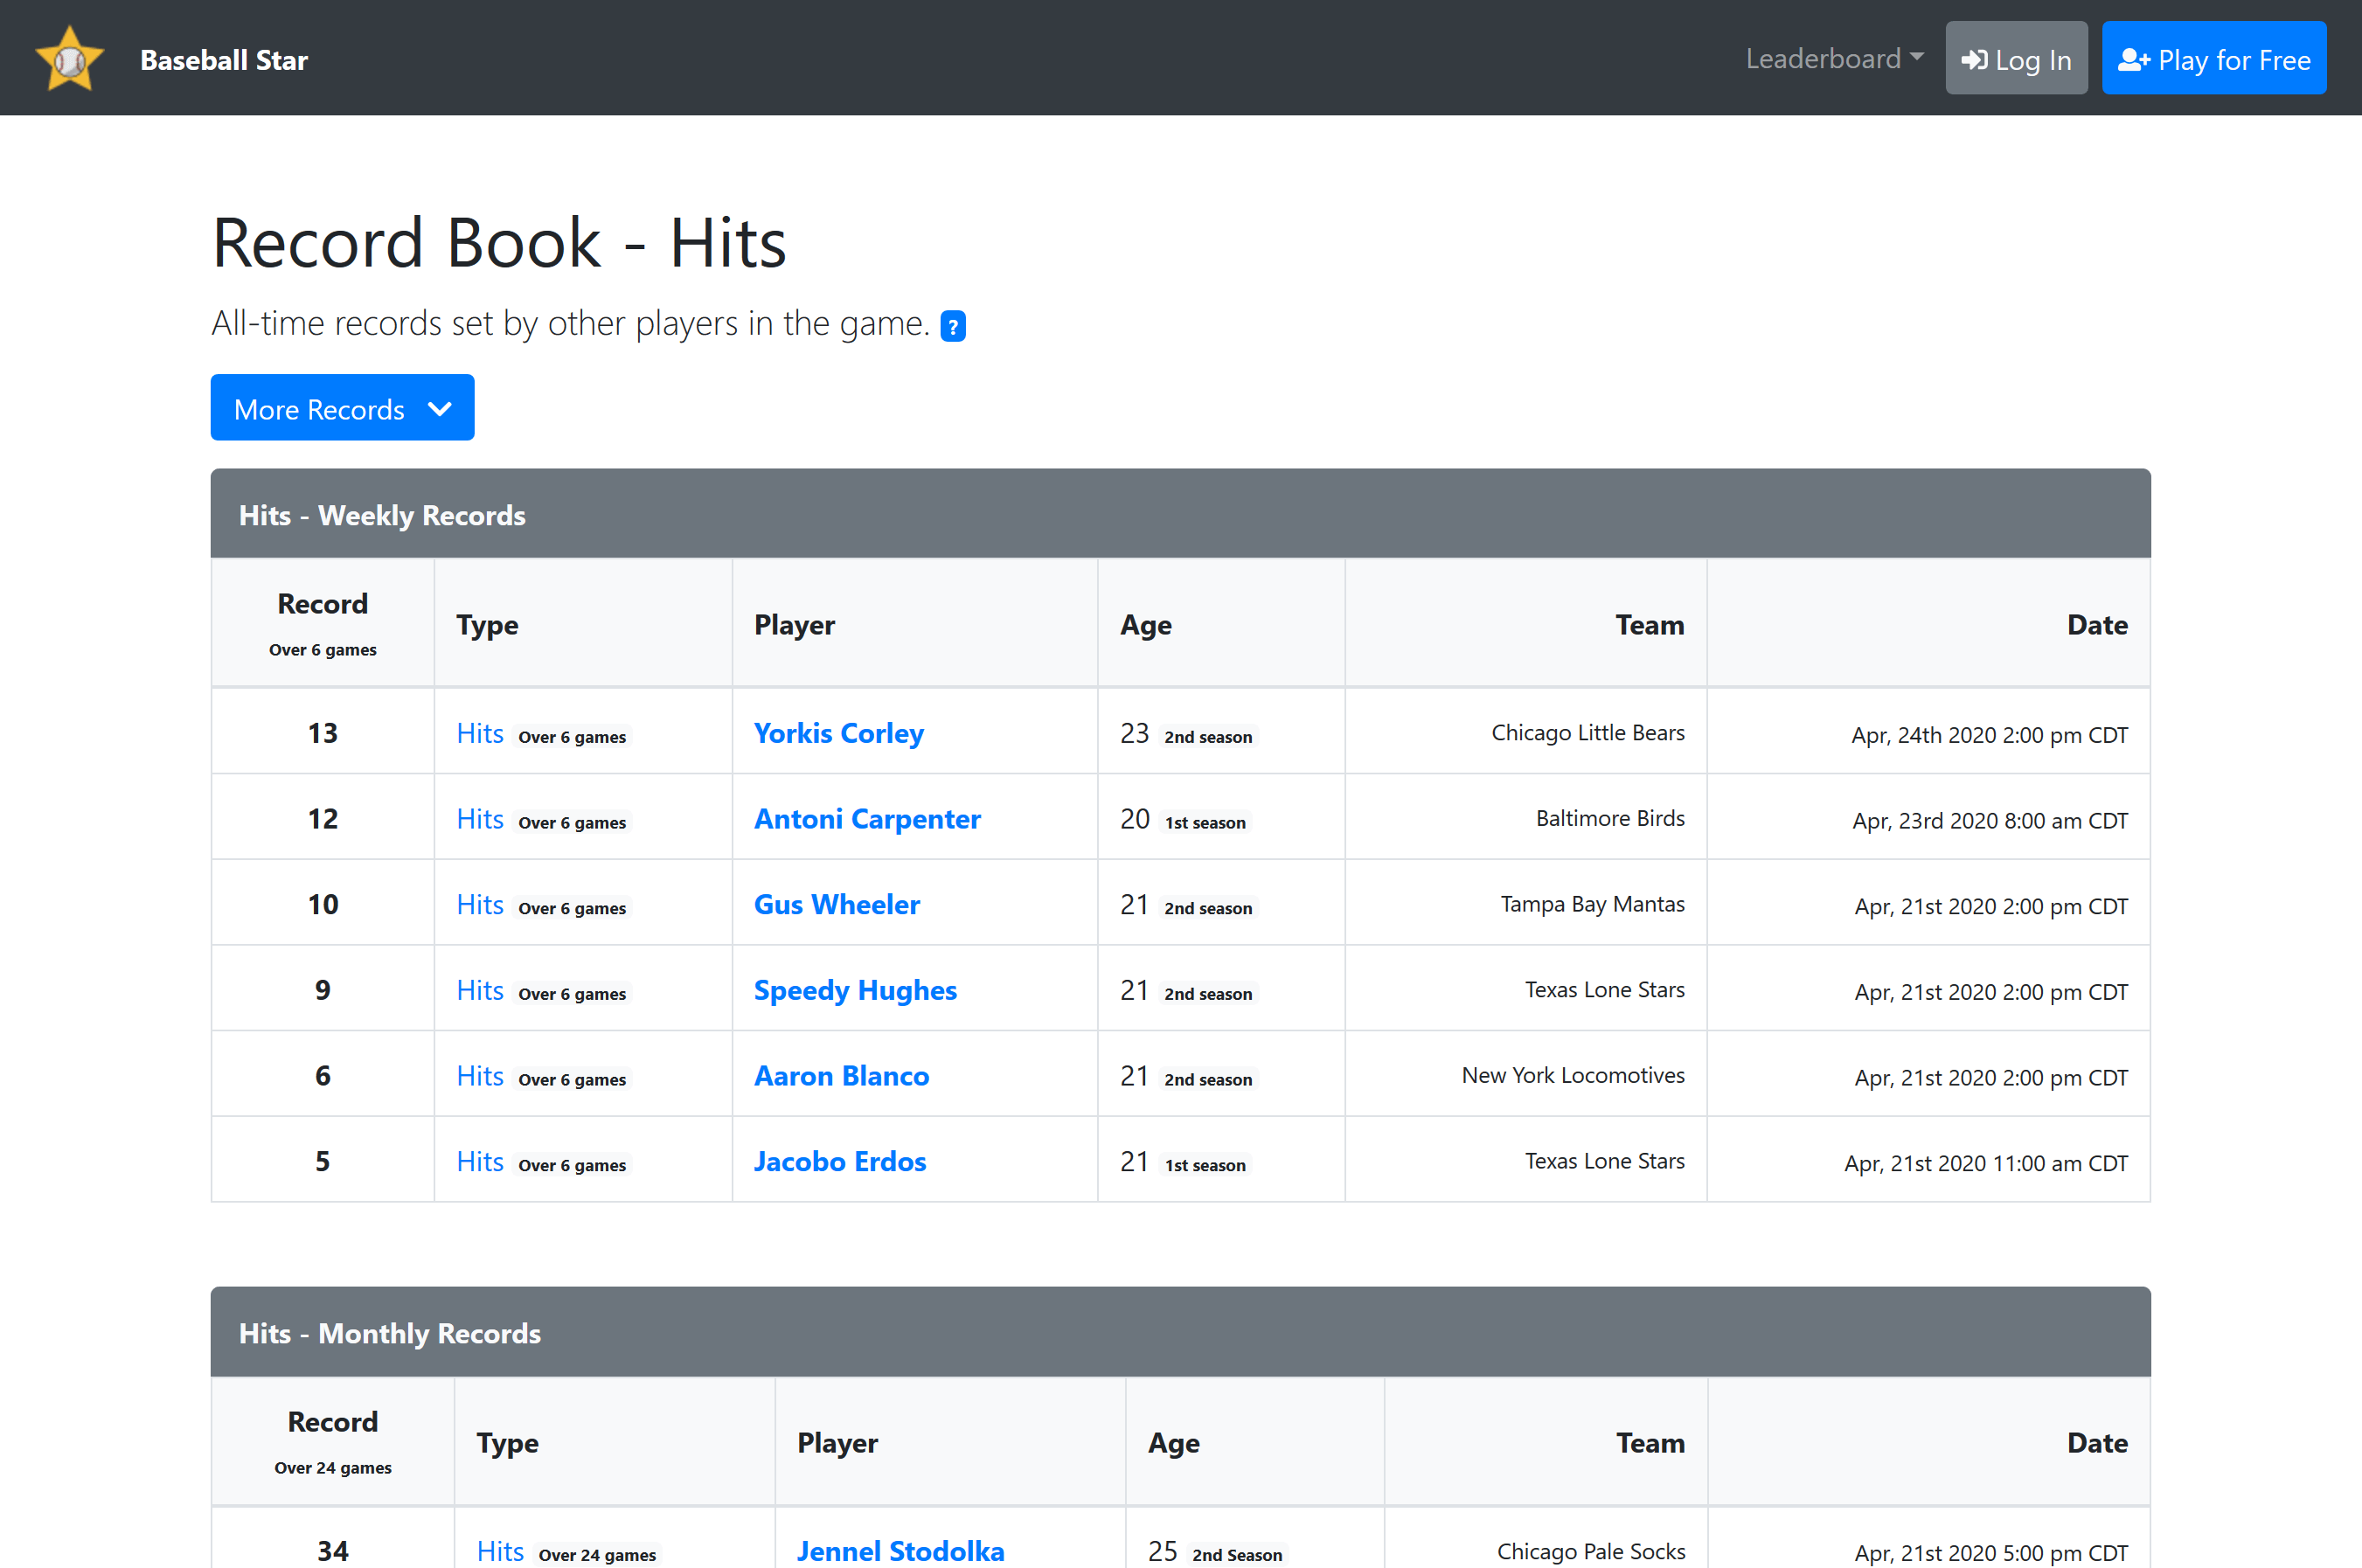 Baseball Star
Leaderboard
Log In
Play for Free
Record Book - Hits
All-time records set by other players in the game. ?
More Records
Hits - Weekly Records
Record Over 6 games Type Player Age Team Date
13 Hits Over 6 games Yorkis Corley 23 2nd season Chicago Little Bears Apr, 24th 2020 2:00 pm CDT
12 Hits Over 6 games Antoni Carpenter 20 1st season Baltimore Birds Apr, 23rd 2020 8:00 am CDT
10 Hits Over 6 games Gus Wheeler 21 2nd season Tampa Bay Mantas Apr, 21st 2020 2:00 pm CDT
9 Hits Over 6 games Speedy Hughes 21 2nd season Texas Lone Stars Apr, 21st 2020 2:00 pm CDT
6 Hits Over 6 games Aaron Blanco 21 2nd season New York Locomotives Apr, 21st 2020 2:00 pm CDT
5 Hits Over 6 games Jacobo Erdos 21 1st season Texas Lone Stars Apr, 21st 2020 11:00 am CDT
Hits - Monthly Records
Record Over 24 games Type Player Age Team Date
34 Hits Over 24 games Jennel Stodolka 25 2nd Season Chicago Pale Socks Apr, 21st 2020 5:00 pm CDT